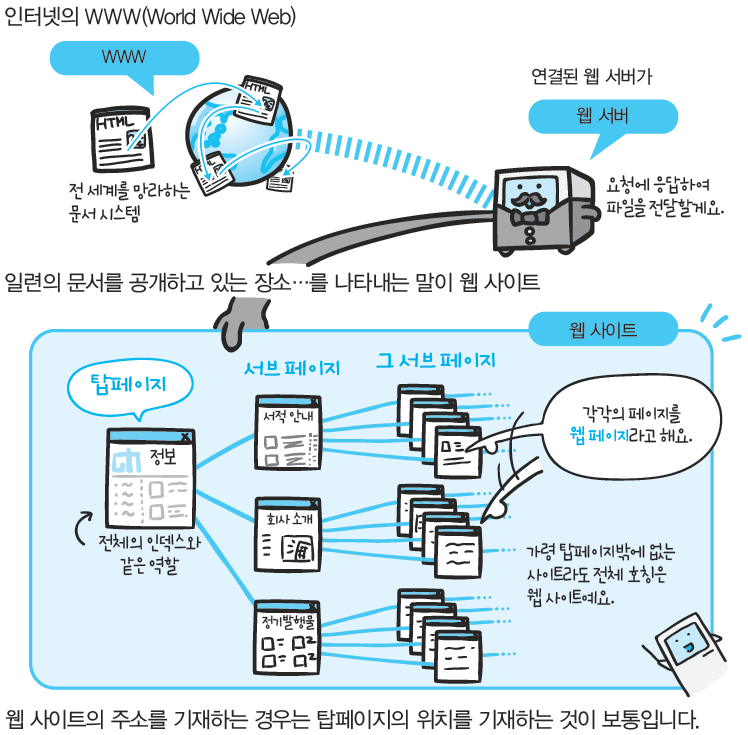 인터넷의 WWW(World Wide Web)
WWW
HTML
HTML
HTML
전 세계를 망라하는
문서 시스템
연결된 웹 서버가
웹 서버
요청에 응답하여
파일을 전달할게요.
일련의 문서를 공개하고 있는 장소…를 나타내는 말이 웹 사이트
웹 사이트
탑페이지
서브 페이지
그 서브 페이지
정보
전체의 인덱스와
같은 역할
서적 안내
회사 소개
정기발행물
각각의 페이지를
웹 페이지라고 해요.
가령 탑페이지밖에 없는
사이트라도 전체 호칭은
웹 사이트예요.
웹 사이트의 주소를 기재하는 경우는 탑페이지의 위치를 기재하는 것이 보통입니다.